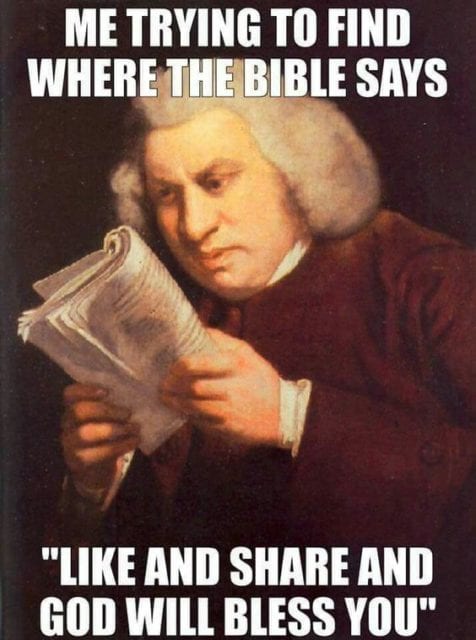 ME TRYING TO FIND
WHERE THE BIBLE SAYS
"LIKE AND SHARE AND
GOD WILL BLESS YOU"